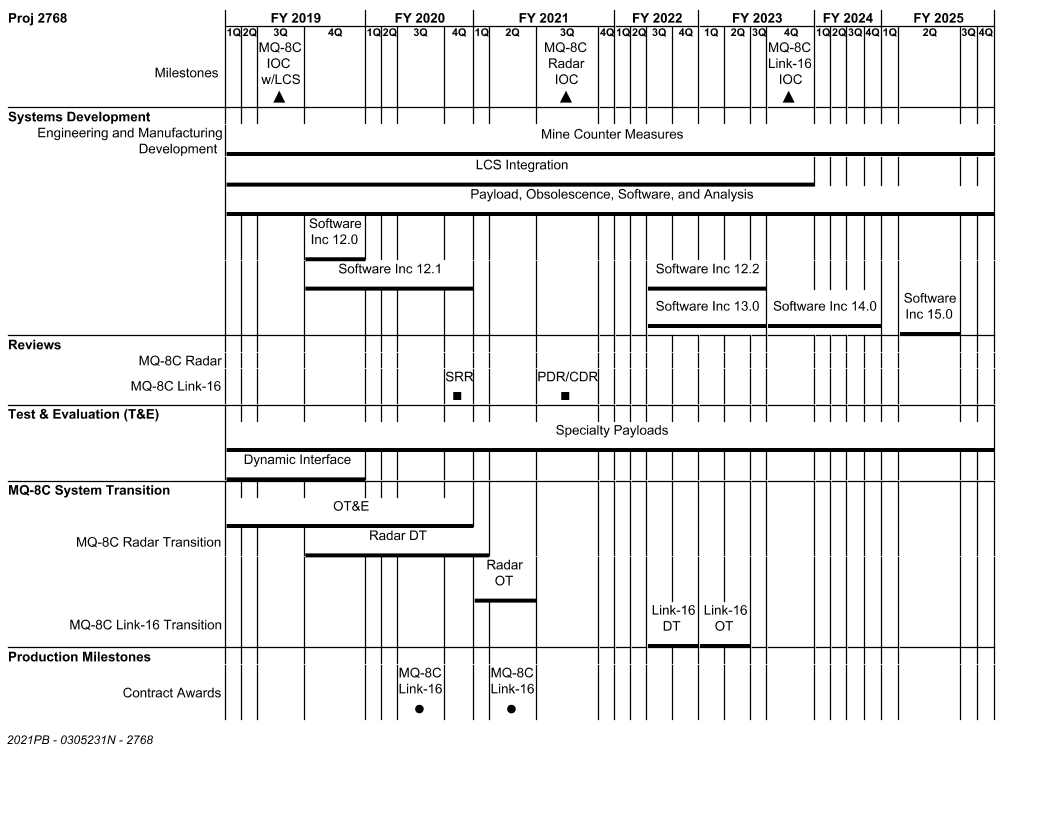 Proj 2768 FY 2019 FY 2020 FY 2021 FY 2022 FY 2023 FY 2024 FY 2025
1Q 2Q 3Q 4Q 1Q 2Q 3Q 4Q 1Q 2Q 3Q 4Q 1Q 2Q 3Q 4Q 1Q 2Q 3Q 4Q 1Q 2Q 3Q 4Q 1Q 2Q 3Q 4Q
Milestones
MQ-8C
IOC
w/LCS
MQ-8C
Radar
IOC
MQ-8C
Link-16
IOC
Systems Development
Engineering and Manufacturing
Development
Mine Counter Measures
LCS Integration
Payload, Obsolescence, Software, and Analysis
Software
Inc 12.0
Software Inc 12.1
Software Inc 12.2
Software Inc 13.0
Software Inc 14.0
Software
Inc 15.0
Reviews
MQ-8C Radar
MQ-8C Link-16
SRR
PDR/CDR
Test & Evaluation (T&E)
Specialty Payloads
Dynamic Interface
MQ-8C System Transition
OT&E
MQ-8C Radar Transition
Radar DT
Radar
OT
MQ-8C Link-16 Transition
Link-16
DT
Link-16
OT
Production Milestones
Contract Awards
MQ-8C
Link-16
MQ-8C
Link-16
2021PB - 0305231N - 2768